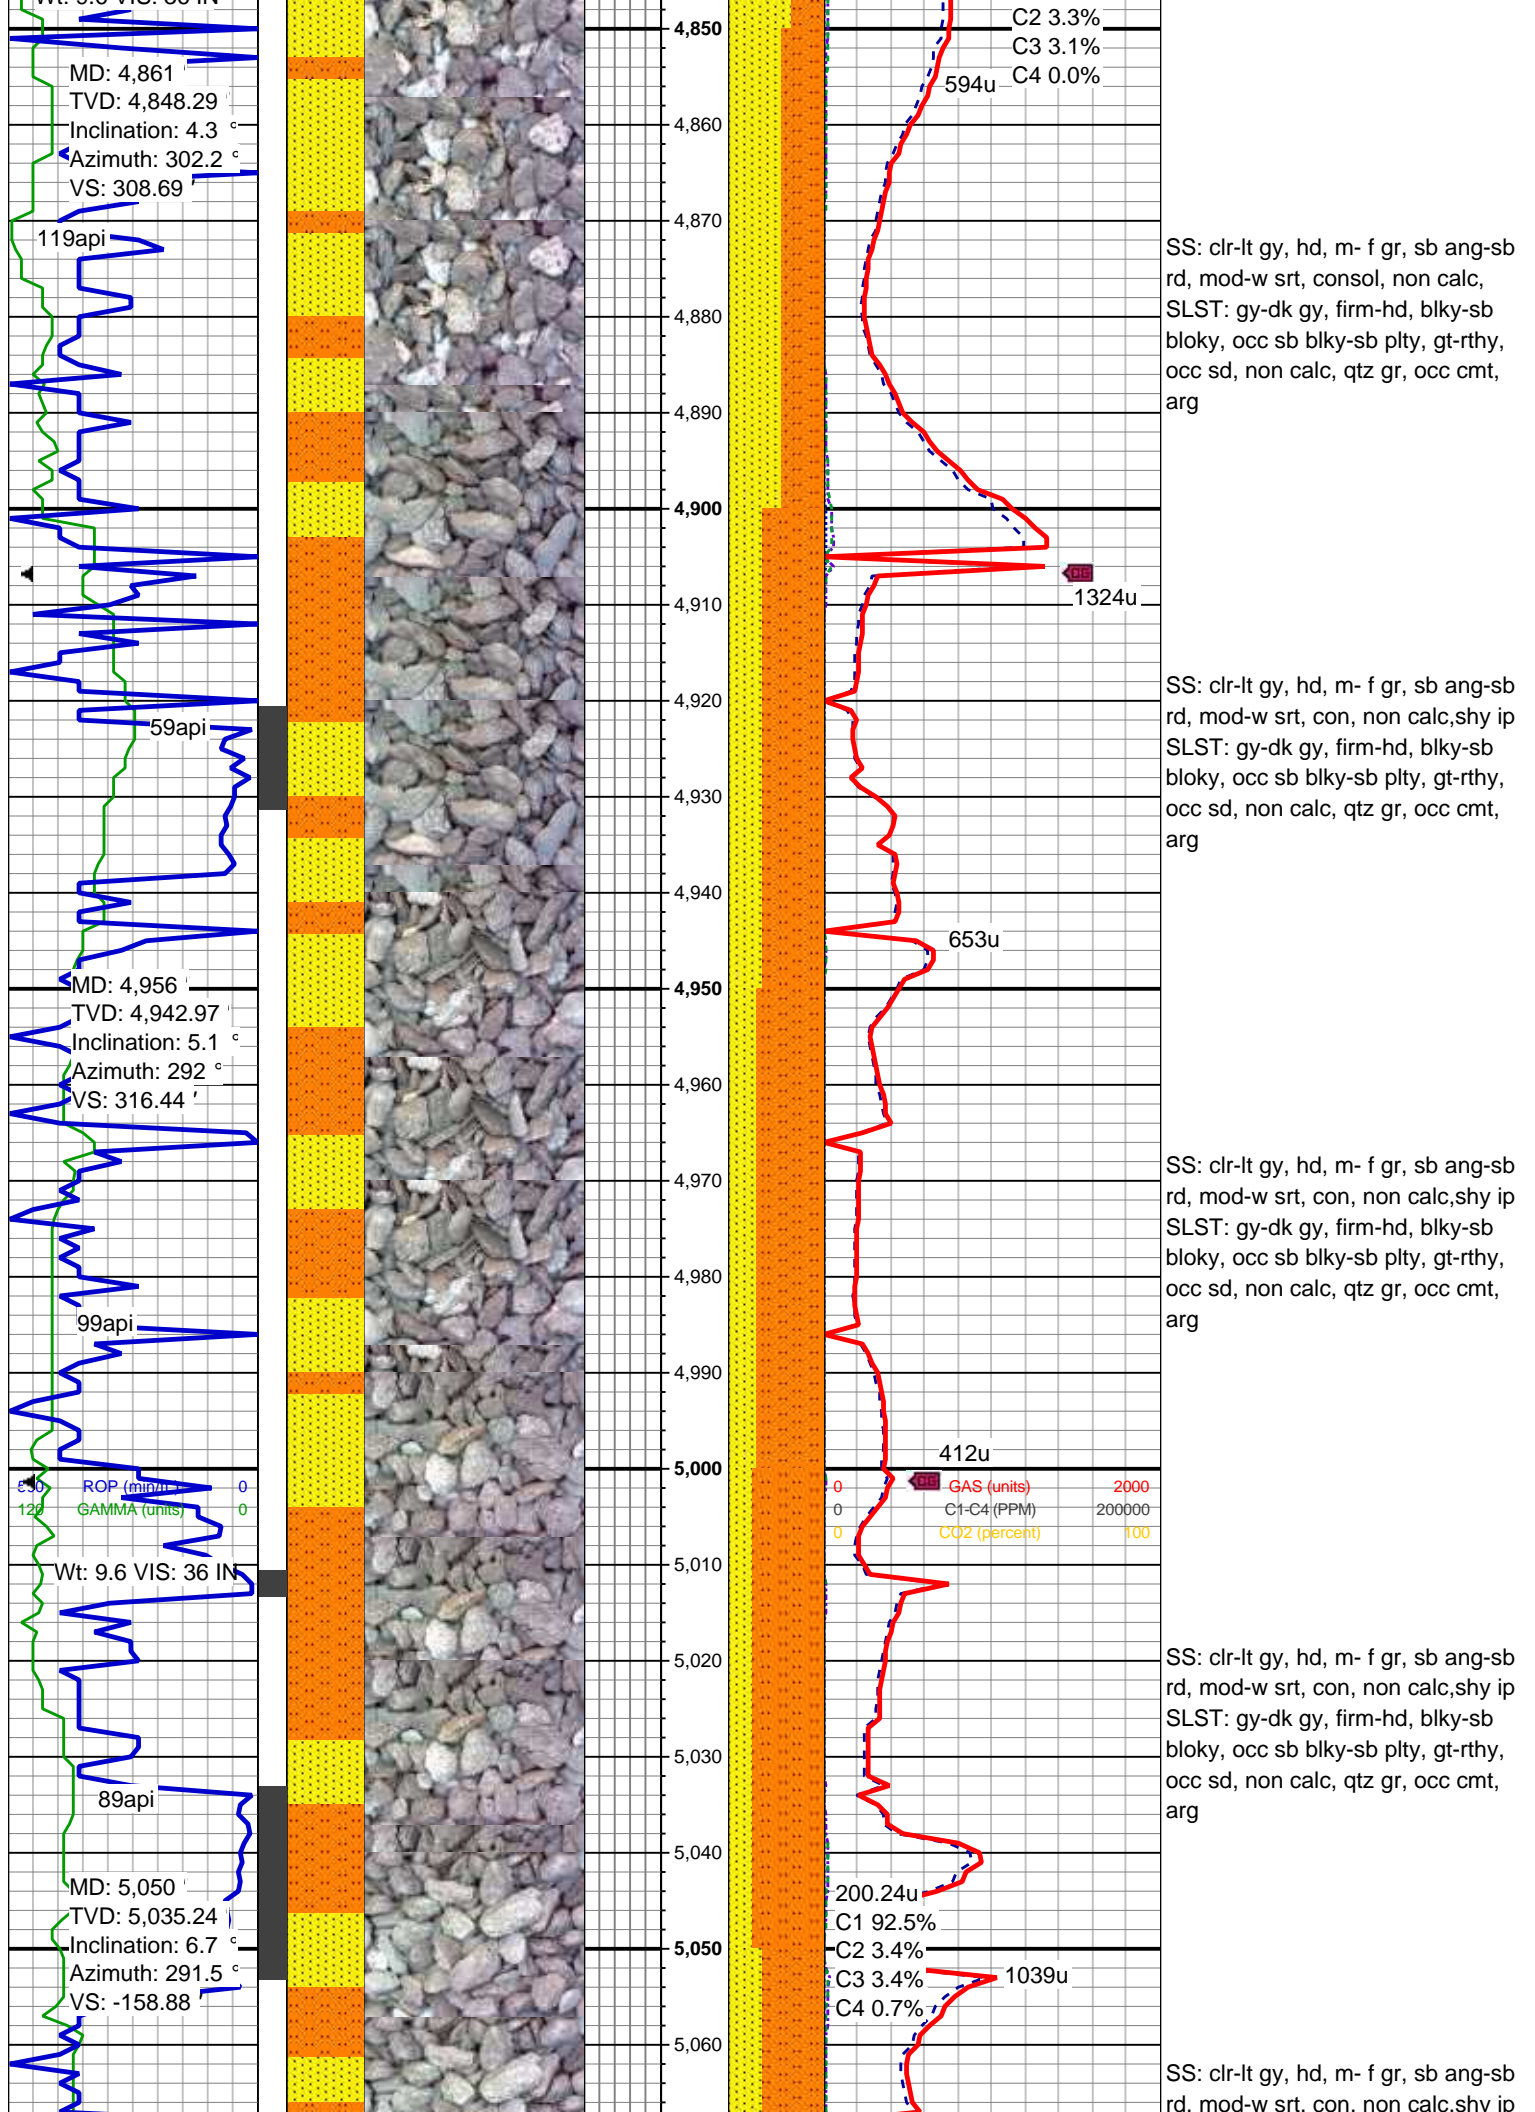 4,850
C2 3.3%
C3 3.1%
C4 0.0%
MD: 4,861 '
TVD: 4,848.29 '
Inclination: 4.3 °
Azimuth: 302.2 °
VS: 308.69 '
594u
4,860
4,870
119api
SS: clr-lt gy, hd, m- f gr, sb ang-sb
rd, mod-w srt, consol, non calc,
SLST: gy-dk gy, firm-hd, blky-sb
bloky, occ sb blky-sb plty, gt-rthy,
occ sd, non calc, qtz gr, occ cmt,
arg
4,880
4,890
4,900
CG
1324u
4,910
4,920
59api
SS: clr-lt gy, hd, m- f gr, sb ang-sb
rd, mod-w srt, con, non calc,shy ip
SLST: gy-dk gy, firm-hd, blky-sb
bloky, occ sb blky-sb plty, gt-rthy,
occ sd, non calc, qtz gr, occ cmt,
arg
4,930
4,940
653u
4,950
MD: 4,956 '
TVD: 4,942.97 '
Inclination: 5.1 °
Azimuth: 292 °
VS: 316.44 '
4,960
4,970
SS: clr-lt gy, hd, m- f gr, sb ang-sb
rd, mod-w srt, con, non calc,shy ip
SLST: gy-dk gy, firm-hd, blky-sb
bloky, occ sb blky-sb plty, gt-rthy,
occ sd, non calc, qtz gr, occ cmt,
arg
4,980
99api
4,990
412u
5,000
CG
ROP (min/ft) 0
120 GAMMA (units) 0
0 GAS (units) 2000
0 C1-C4 (PPM) 200000
0 CO2 (percent) 100
5,010
Wt: 9.6 VIS: 36 IN
5,020
SS: clr-lt gy, hd, m- f gr, sb ang-sb
rd, mod-w srt, con, non calc,shy ip
SLST: gy-dk gy, firm-hd, blky-sb
bloky, occ sb blky-sb plty, gt-rthy,
occ sd, non calc, qtz gr, occ cmt,
arg
5,030
89api
5,040
MD: 5,050 '
TVD: 5,035.24 '
Inclination: 6.7 °
Azimuth: 291.5 °
VS: -158.88 '
200.24u
C1 92.5%
C2 3.4%
C3 3.4%
C4 0.7%
5,050
1039u
5,060
SS: clr-lt gy, hd, m- f gr, sb ang-sb
rd, mod-w srt, con, non calc,shy ip